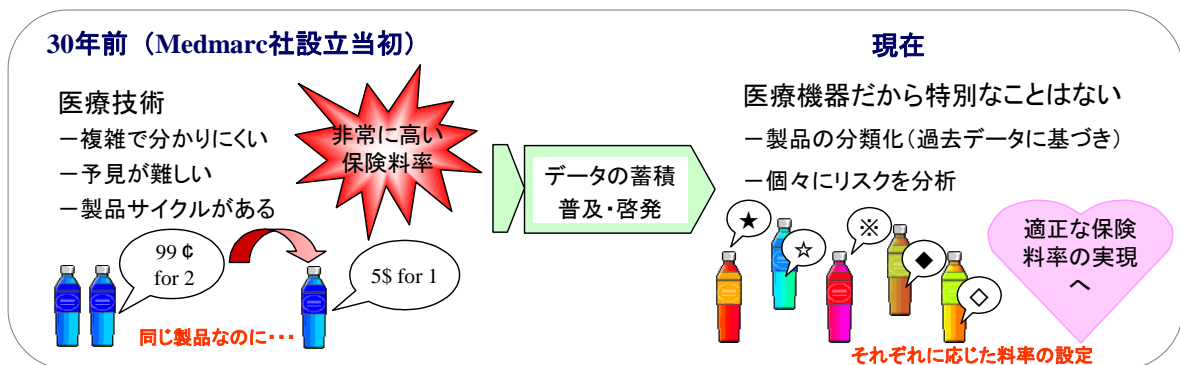 30年前（Medmarc社設立当初）
医療技術
－複雑で分かりにくい
－予見が難しい
－製品サイクルがある
非常に高い
保険料率
99 ¢
for 2
5$ for 1
同じ製品なのに・・・
データの蓄積
普及・啓発
現在
医療機器だから特別なことはない
－製品の分類化（過去データに基づき）
－個々にリスクを分析
★
☆
※
◆
◇
適正な保険
料率の実現
へ
それぞれに応じた料率の設定